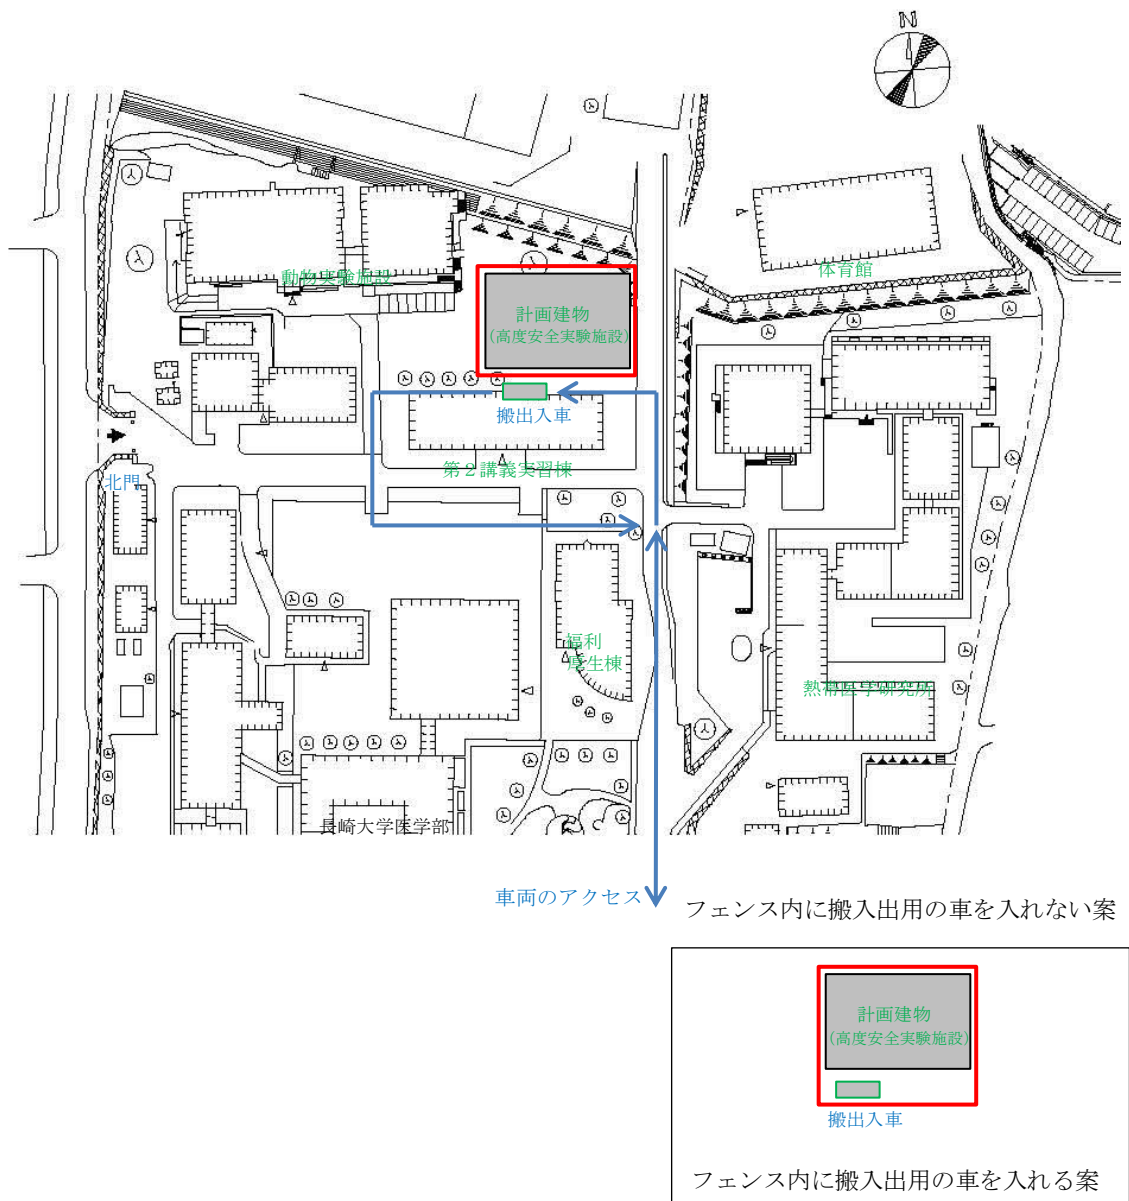 N
動物実験施設
体育館
計画建物
(高度安全実験施設)
搬出入車
第２講義実習棟
北門
福利
厚生棟
熱帯医学研究所
長崎大学医学部
車両のアクセス
フェンス内に搬入出用の車を入れない案
計画建物
(高度安全実験施設)
搬出入車
フェンス内に搬入出用の車を入れる案